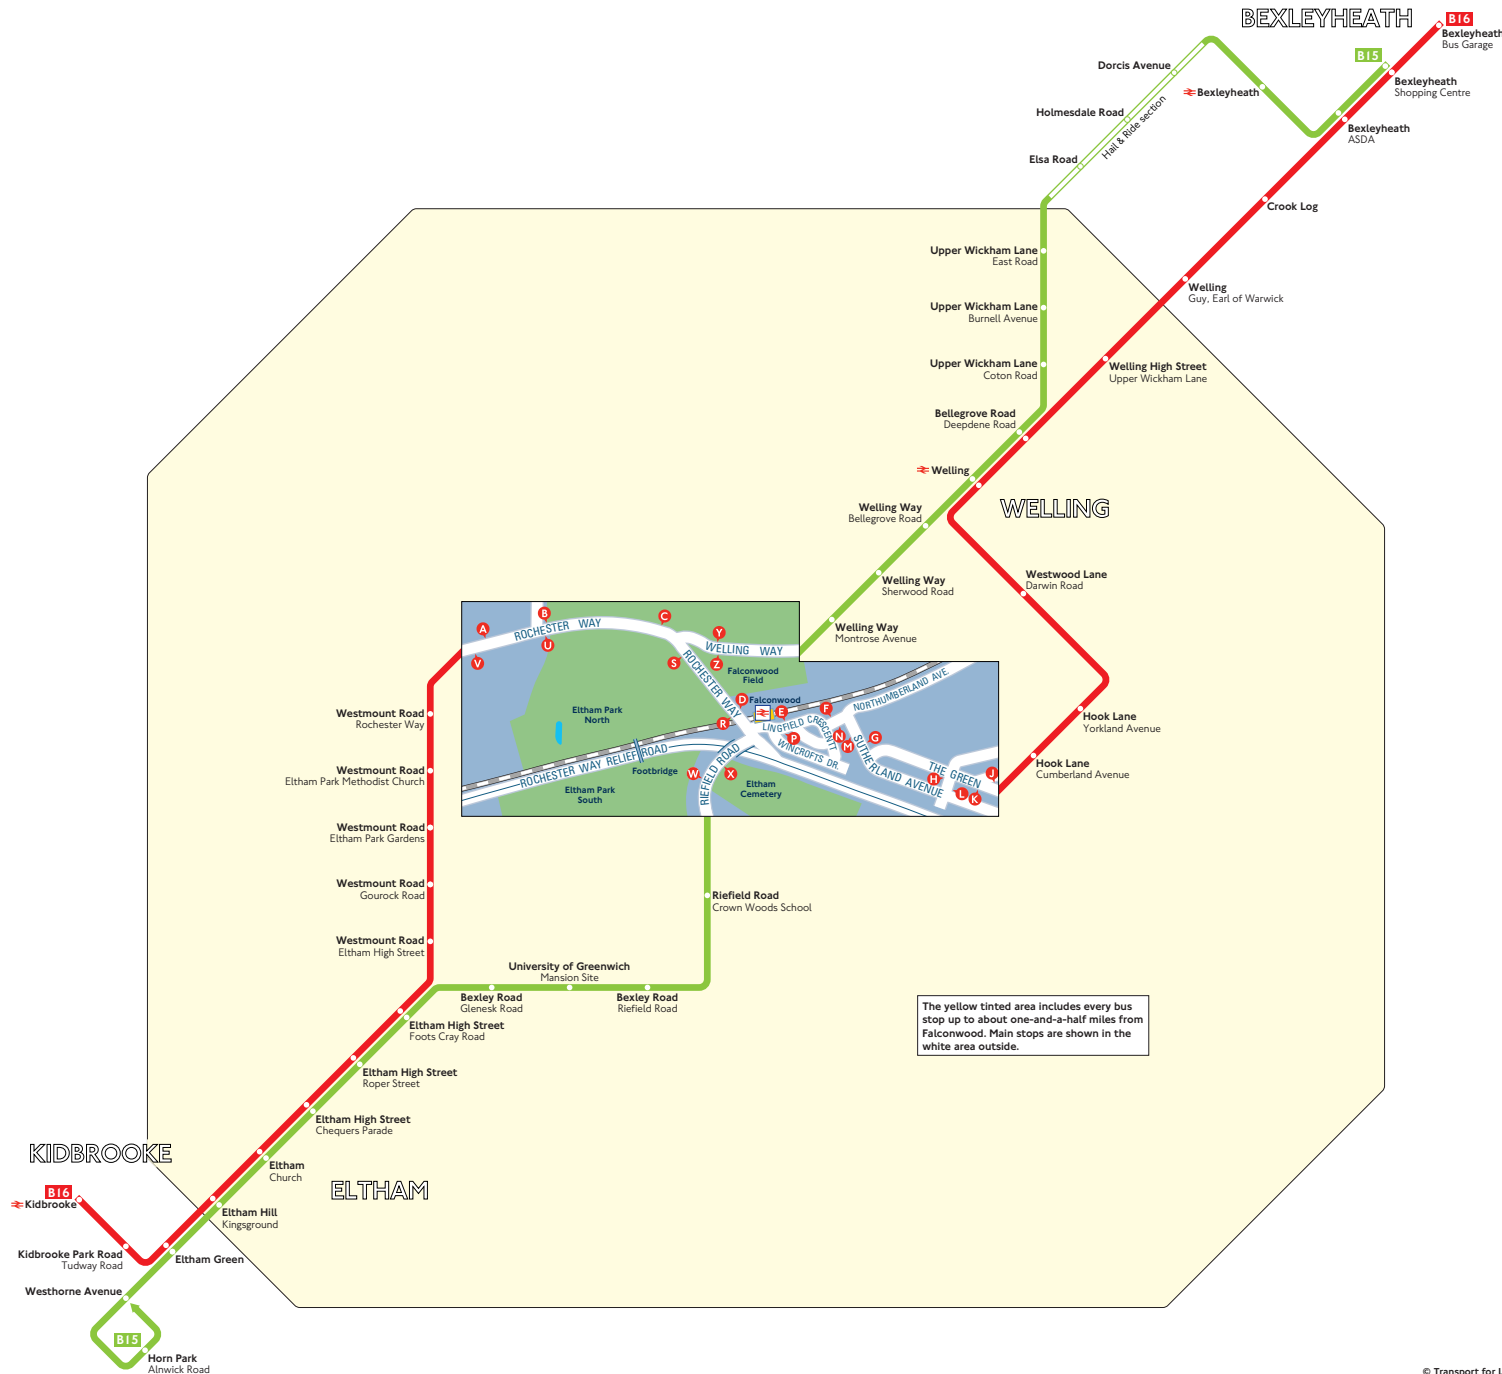 BEXLEYHEATH
B16
Bexleyheath
Bus Garage
B15
Dorcis Avenue
Bexleyheath
Bexleyheath
Shopping Centre
Holmesdale Road
Hail & Ride section
Bexleyheath
ASDA
Elsa Road
Crook Log
Upper Wickham Lane
East Road
Welling
Guy, Earl of Warwick
Upper Wickham Lane
Burnell Avenue
Upper Wickham Lane
Coton Road
Welling High Street
Upper Wickham Lane
Bellegrove Road
Deepdene Road
Welling
WELLING
Welling Way
Bellegrove Road
Welling Way
Sherwood Road
Westwood Lane
Darwin Road
Welling Way
Montrose Avenue
A
B
C
Y
V
U
S
Z
ROCHESTER WAY
WELLING WAY
ROCHESTER WAY
Falconwood
Field
D
Falconwood
E
F
R
P
N
M
G
NORTHUMBERLAND AVE
LINGFIELD CRESCENT
WINCROFTS DR.
SUTHERLAND AVENUE
THE GREEN
H
J
L
K
Eltham Park
North
ROCHESTER WAY RELIEF ROAD
Footbridge
W
X
RIEFIELD ROAD
Eltham Park
South
Eltham
Cemetery
Hook Lane
Yorkland Avenue
Hook Lane
Cumberland Avenue
Westmount Road
Rochester Way
Westmount Road
Eltham Park Methodist Church
Westmount Road
Eltham Park Gardens
Westmount Road
Gourock Road
Westmount Road
Eltham High Street
Riefield Road
Crown Woods School
University of Greenwich
Mansion Site
Bexley Road
Glenesk Road
Bexley Road
Riefield Road
The yellow tinted area includes every bus
stop up to about one-and-a-half miles from
Falconwood. Main stops are shown in the
white area outside.
Eltham High Street
Foots Cray Road
Eltham High Street
Roper Street
Eltham High Street
Chequers Parade
KIDBROOKE
Eltham
Church
ELTHAM
B16
Kidbrooke
Eltham Hill
Kingsground
Kidbrooke Park Road
Tudway Road
Eltham Green
Westhorne Avenue
B15
Horn Park
Alnwick Road
© Transport for